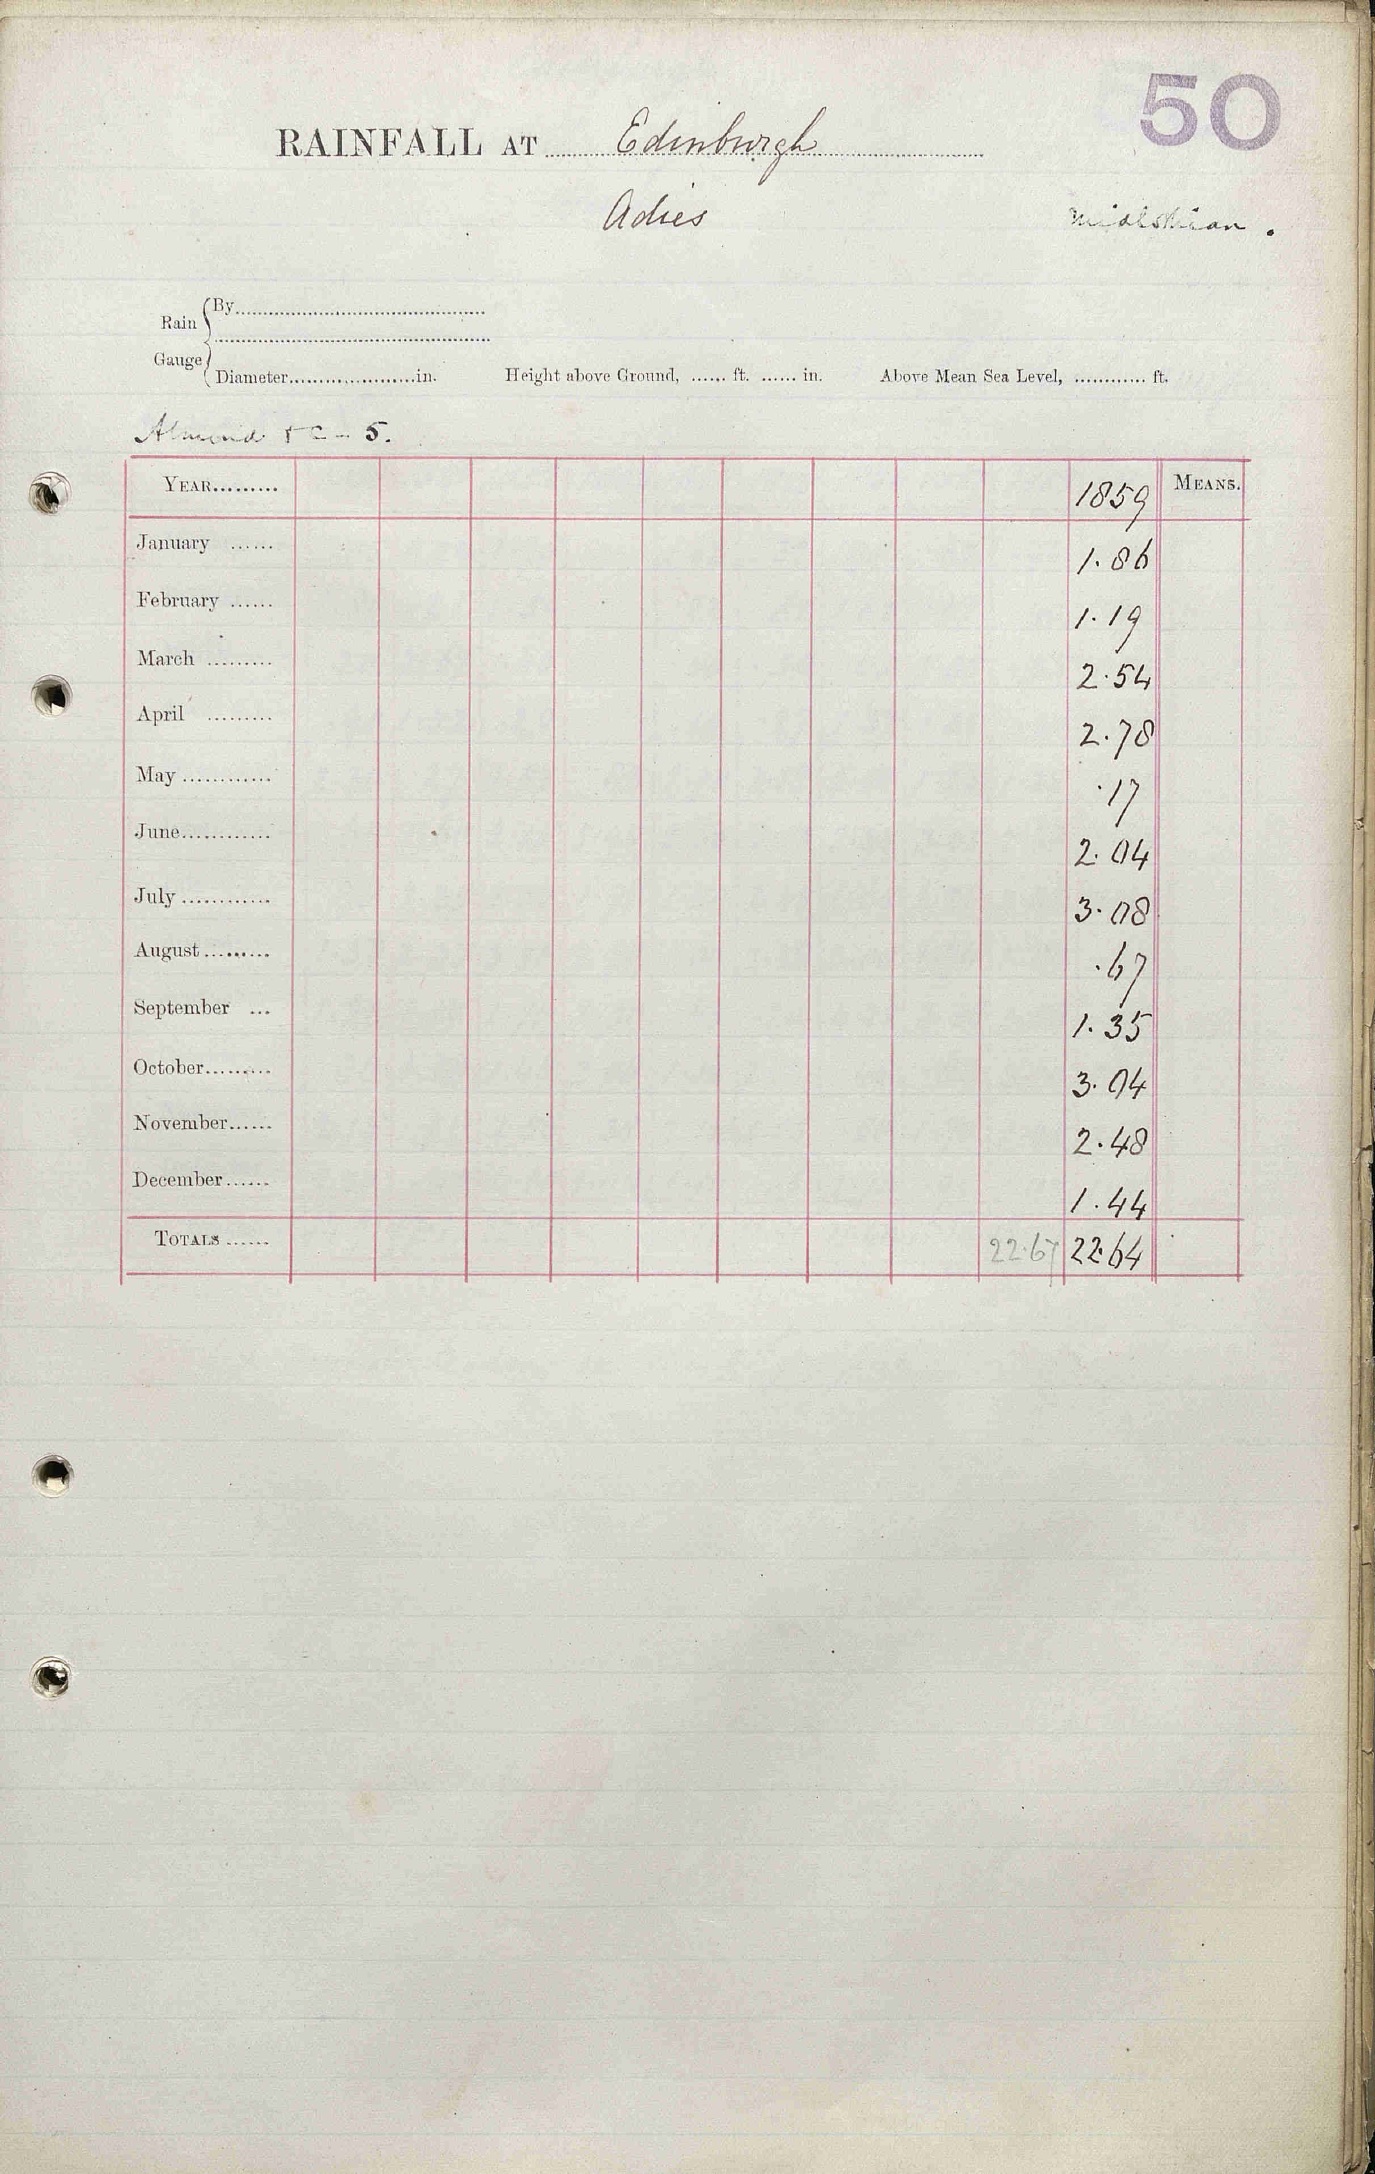 50
RAINFALL AT Edinburgh
Adies
Midlothian.
Rain Gauge
By
Diameter in. Height above Ground, ft. in. Above Mean Sea Level, ft.
Almond &c - 5.
YEAR 1859 MEANS.
January 1.86
February 1.19
March 2.54
April 2.78
May .17
June 2.04
July 3.08
August .67
September 1.35
October 3.04
November 2.48
December 1.44
TOTALS 22.67 22.64